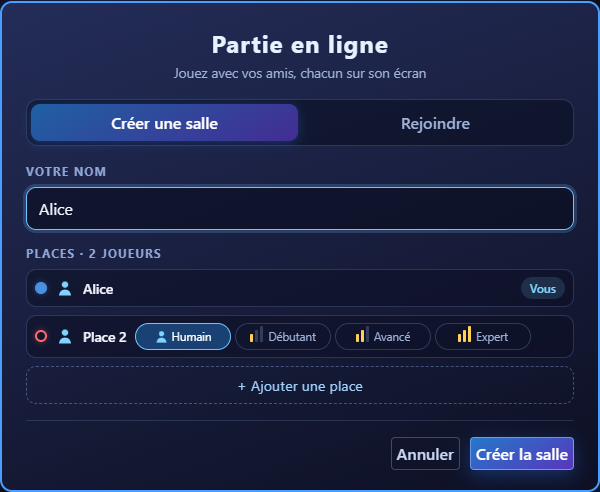 Partie en ligne
Jouez avec vos amis, chacun sur son écran
Créer une salle Rejoindre
VOTRE NOM
Alice
PLACES · 2 JOUEURS
Alice Vous
Place 2 Humain Débutant Avancé Expert
+ Ajouter une place
Annuler Créer la salle